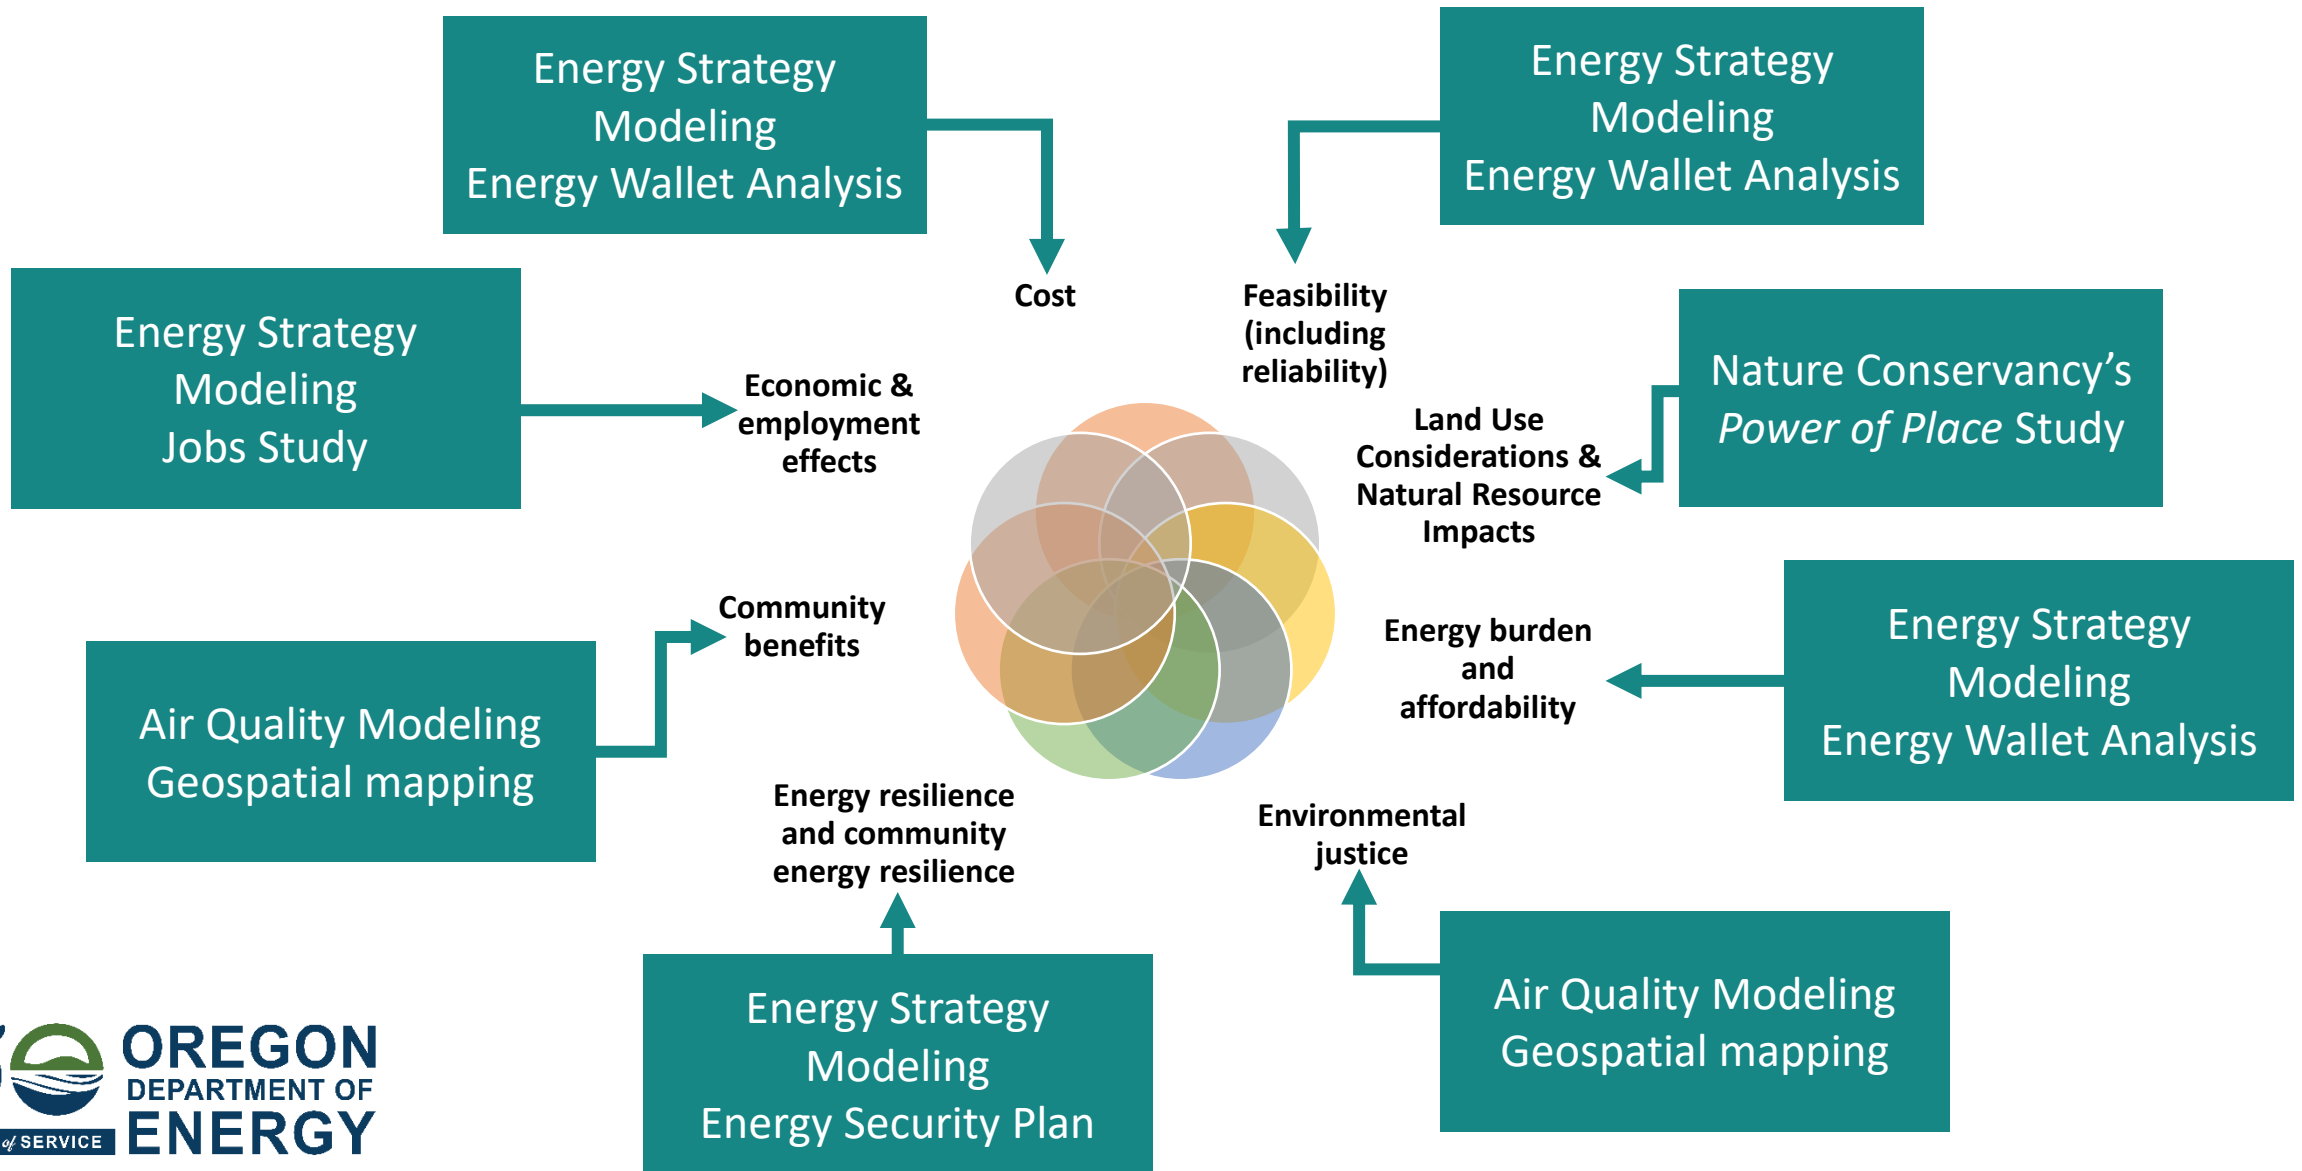 Energy Strategy
Modeling
Energy Wallet Analysis
Energy Strategy
Modeling
Energy Wallet Analysis
Cost
Feasibility
(including
reliability)
Energy Strategy
Modeling
Jobs Study
Economic &
employment
effects
Land Use
Considerations &
Natural Resource
Impacts
Nature Conservancy’s
Power of Place Study
Community
benefits
Energy burden
and
affordability
Energy Strategy
Modeling
Energy Wallet Analysis
Air Quality Modeling
Geospatial mapping
Energy resilience
and community
energy resilience
Environmental
justice
Energy Strategy
Modeling
Energy Security Plan
Air Quality Modeling
Geospatial mapping
OREGON
DEPARTMENT OF
ENERGY
of SERVICE